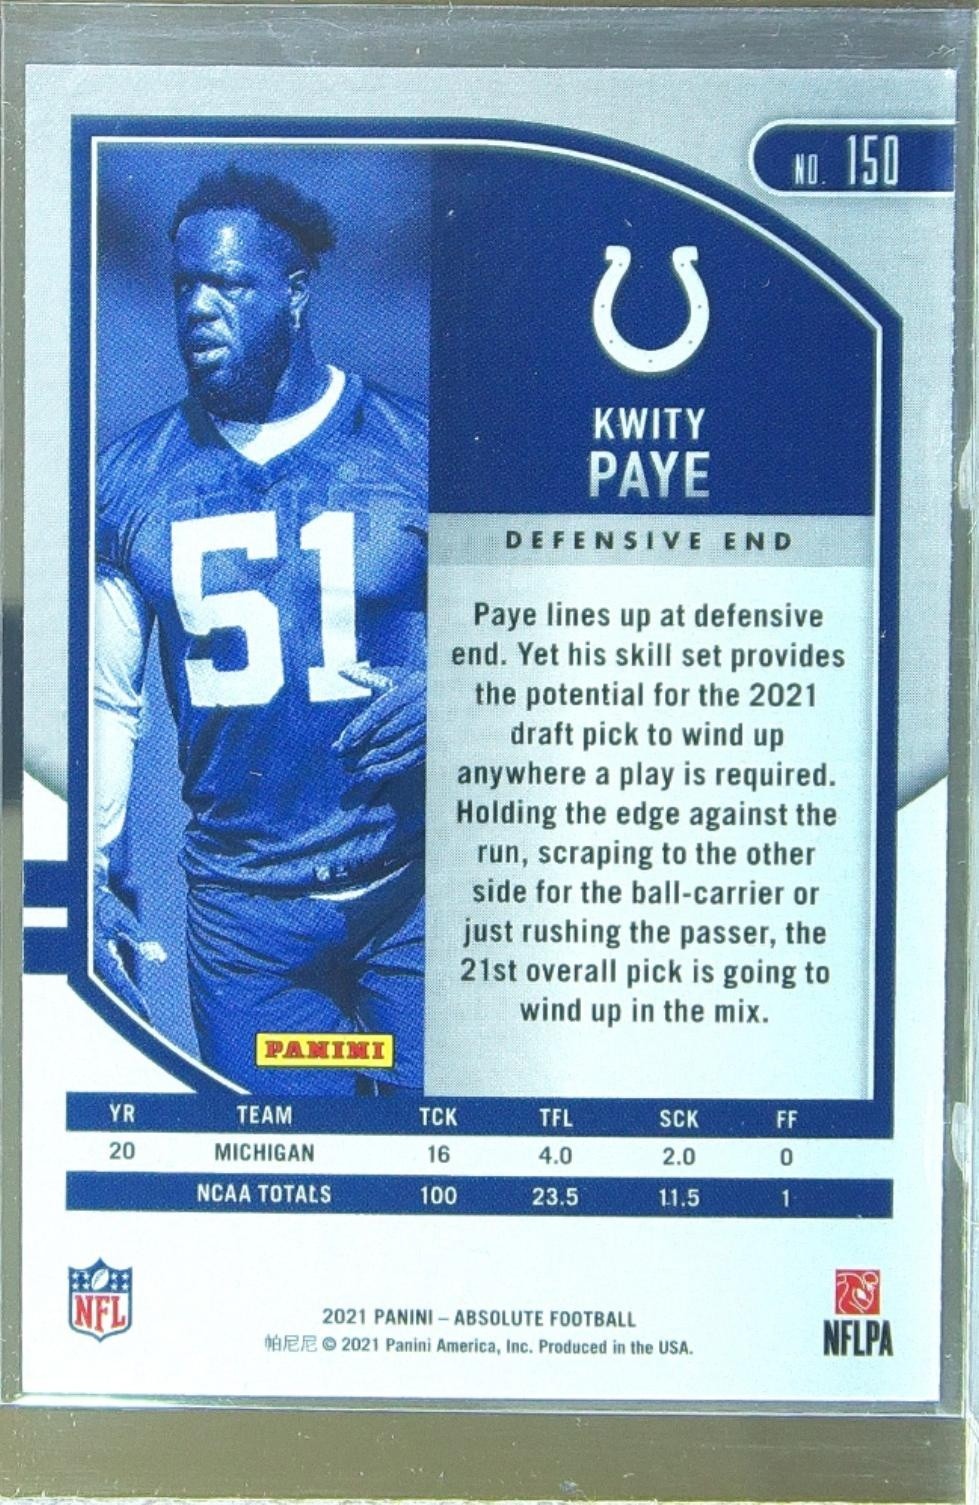 NO. 150
KWITY
PAYE
DEFENSIVE END
51
Paye lines up at defensive
end. Yet his skill set provides
the potential for the 2021
draft pick to wind up
anywhere a play is required.
Holding the edge against the
run, scraping to the other
side for the ball-carrier or
just rushing the passer, the
21st overall pick is going to
wind up in the mix.
PANINI
YR TEAM TCK TFL SCK FF
20 MICHIGAN 16 4.0 2.0 0
NCAA TOTALS 100 23.5 11.5 1
NFL
2021 PANINI – ABSOLUTE FOOTBALL
帕尼尼 © 2021 Panini America, Inc. Produced in the USA.
NFLPA